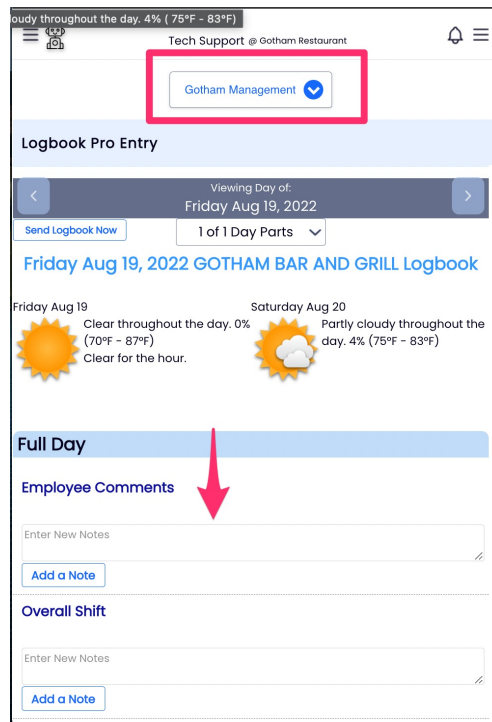 oudy throughout the day. 4% ( 75°F - 83°F)
Tech Support @ Gotham Restaurant
Gotham Management
Logbook Pro Entry
Viewing Day of:
Friday Aug 19, 2022
Send Logbook Now
1 of 1 Day Parts
Friday Aug 19, 2022 GOTHAM BAR AND GRILL Logbook
Friday Aug 19
Clear throughout the day. 0%
(70°F - 87°F)
Clear for the hour.
Saturday Aug 20
Partly cloudy throughout the
day. 4% (75°F - 83°F)
Full Day
Employee Comments
Enter New Notes
Add a Note
Overall Shift
Enter New Notes
Add a Note